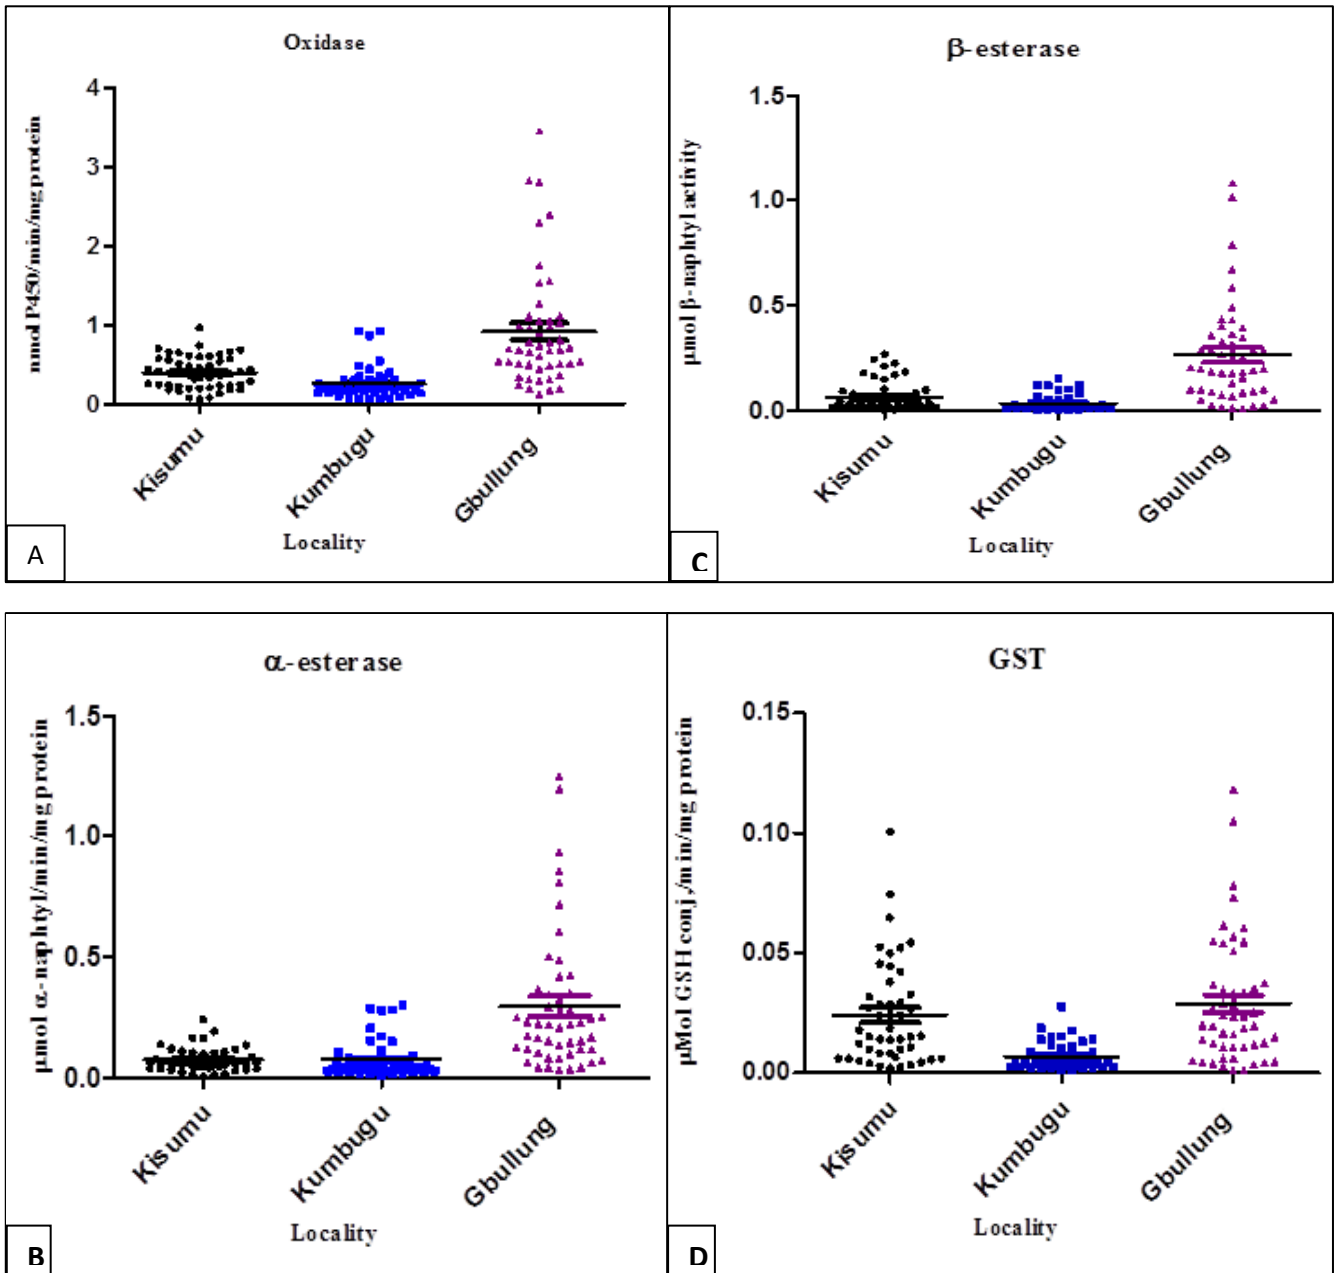 Oxidase
nmol P450/min/mg protein
4
3
2
1
0
Kisumu
Kumbugu
Gbullung
Locality
A
β-esterase
µmol β-naphtyl activity
1.5
1.0
0.5
0.0
Kisumu
Kumbugu
Gbullung
Locality
C
α-esterase
µmol α-naphtyl/min/mg protein
1.5
1.0
0.5
0.0
Kisumu
Kumbugu
Gbullung
Locality
B
GST
µMol GSH conj,/min/mg protein
0.15
0.10
0.05
0.00
Kisumu
Kumbugu
Gbullung
Locality
D